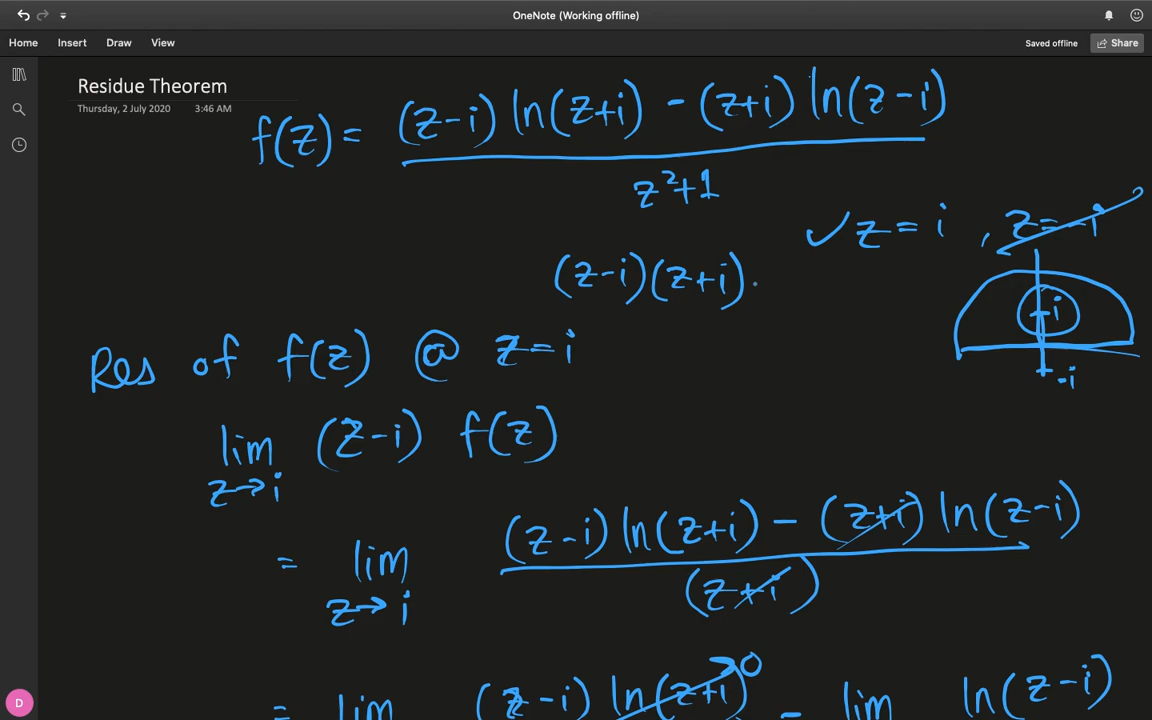 OneNote (Working offline)
Home Insert Draw View
Saved offline Share
Residue Theorem
Thursday, 2 July 2020 3:46 AM
f(z) = (z-i) ln(z+i) - (z+i) ln(z-i)
z²+1
✓ z = i , z = -i
(z-i)(z+i)
i
-i
Res of f(z) @ z = i
lim (z-i) f(z)
z→i
= lim (z-i) ln(z+i) - (z+i) ln(z-i)
z→i (z+i)
0
= lim (z-i) ln(z+i) - lim ln(z-i)
D